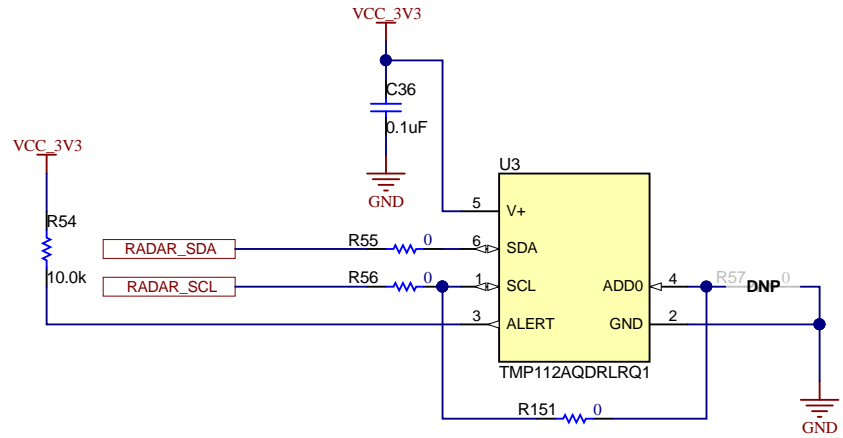 VCC_3V3
C36
0.1uF
GND
VCC_3V3
R54
10.0k
RADAR_SDA
R55
0
RADAR_SCL
R56
0
U3
5
V+
6
SDA
1
SCL
3
ALERT
ADD0
4
GND
2
TMP112AQDRLRQ1
R57
DNP
0
R151
0
GND